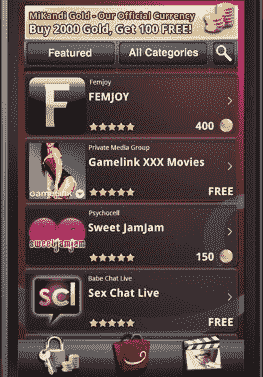 MiKandi Gold - Our Official Currency
Buy 2000 Gold, Get 100 FREE!
Featured
All Categories
Femjoy
F
FEMJOY
400
Private Media Group
Gamelink XXX Movies
gamelink
FREE
Psychocell
sweetjamjam
Sweet JamJam
150
Babe Chat Live
scl
Sex Chat Live
FREE